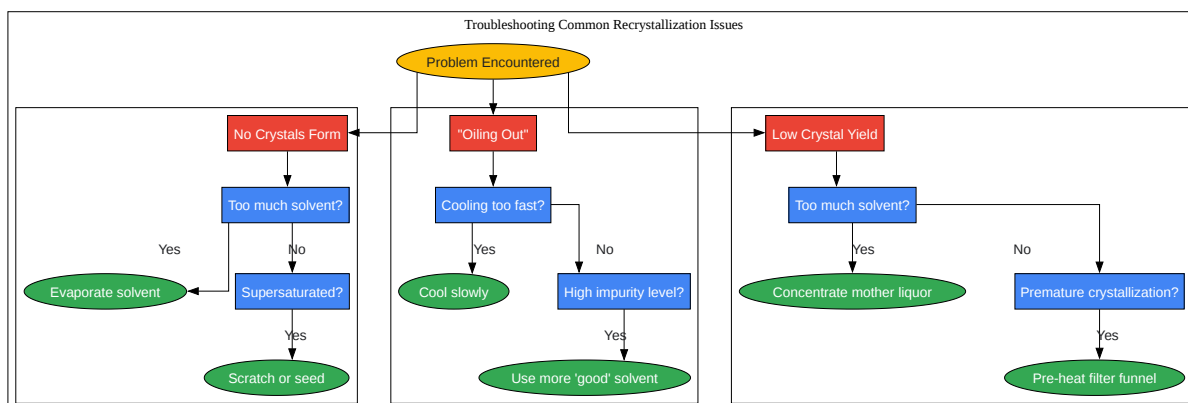 Troubleshooting Common Recrystallization Issues
Problem Encountered
No Crystals Form
"Oiling Out"
Low Crystal Yield
Too much solvent?
Cooling too fast?
Too much solvent?
Yes
No
Yes
No
Yes
No
Evaporate solvent
Supersaturated?
Cool slowly
High impurity level?
Concentrate mother liquor
Premature crystallization?
Yes
Yes
Yes
Scratch or seed
Use more 'good' solvent
Pre-heat filter funnel